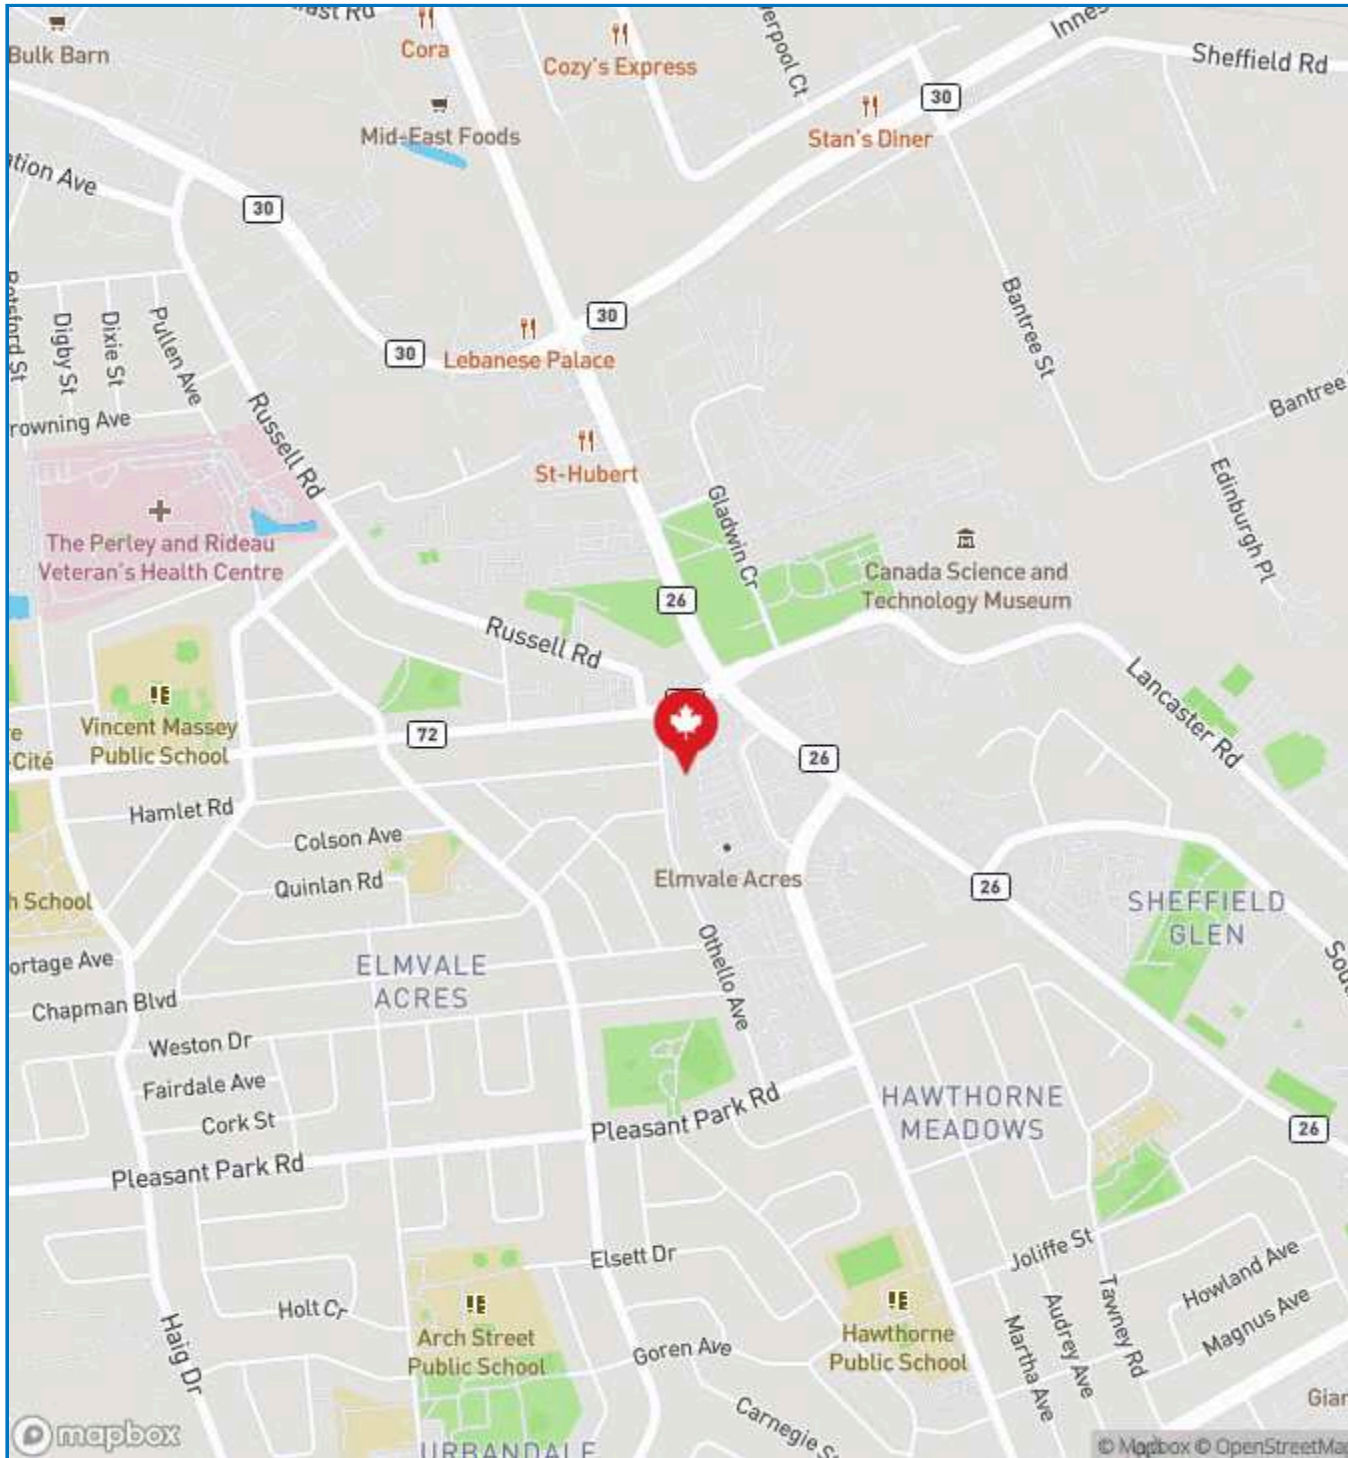 Bulk Barn
Cora
Cozy's Express
Sheffield Rd
30
Mid-East Foods
Stan's Diner
30
Lebanese Palace
30
30
Digby St
Dixie St
Pullen Ave
Bantree St
Bantree
Russell Rd
St-Hubert
Edinburgh Pl
Gladwin Cr
The Perley and Rideau
Veteran's Health Centre
Canada Science and
Technology Museum
26
Russell Rd
Lancaster Rd
Vincent Massey
Public School
72
26
Hamlet Rd
Colson Ave
Quinlan Rd
Elmvale Acres
26
SHEFFIELD
GLEN
School
Othello Ave
ELMVALE
ACRES
Chapman Blvd
Weston Dr
Fairdale Ave
Cork St
Pleasant Park Rd
HAWTHORNE
MEADOWS
26
Pleasant Park Rd
Elsett Dr
Joliffe St
Howland Ave
Magnus Ave
Holt Cr
Haig Dr
Arch Street
Public School
Goren Ave
Hawthorne
Public School
Martha Ave
Audrey Ave
Tawney Rd
Carnegie S
URBANDALE
mapbox
© Mapbox © OpenStreetMap